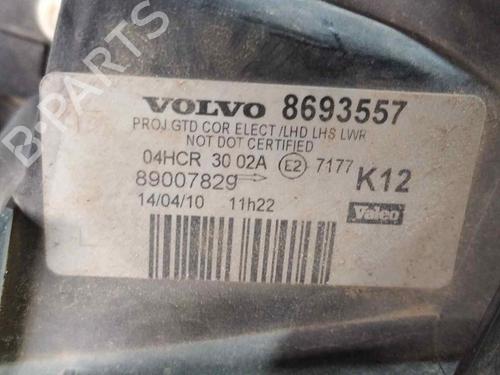 VOLVO 8693557
PROJ.GTD COR ELECT /LHD LHS LWR
NOT DOT CERTIFIED
04HCR 30 02A E2 7177 K12
89007829
14/04/10 11h22 Valeo